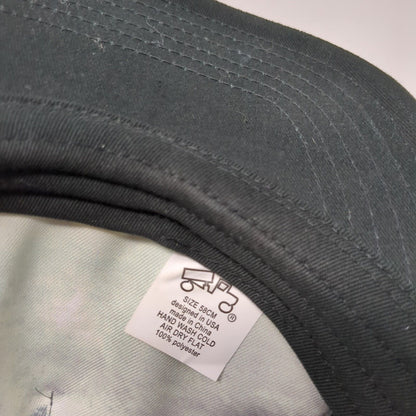 ®
SIZE 58CM
designed in USA
made in China
HAND WASH COLD
AIR DRY FLAT
100% polyester